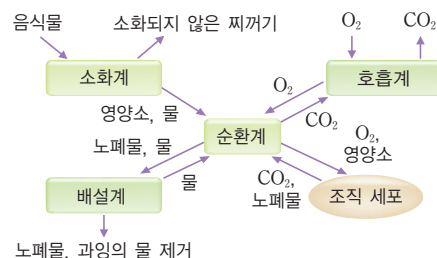 음식물
소화되지 않은 찌꺼기
O₂
CO₂
소화계
호흡계
O₂
영양소, 물
CO₂
순환계
노폐물, 물
O₂,
영양소
물
CO₂,
노폐물
배설계
조직 세포
노폐물, 과잉의 물 제거